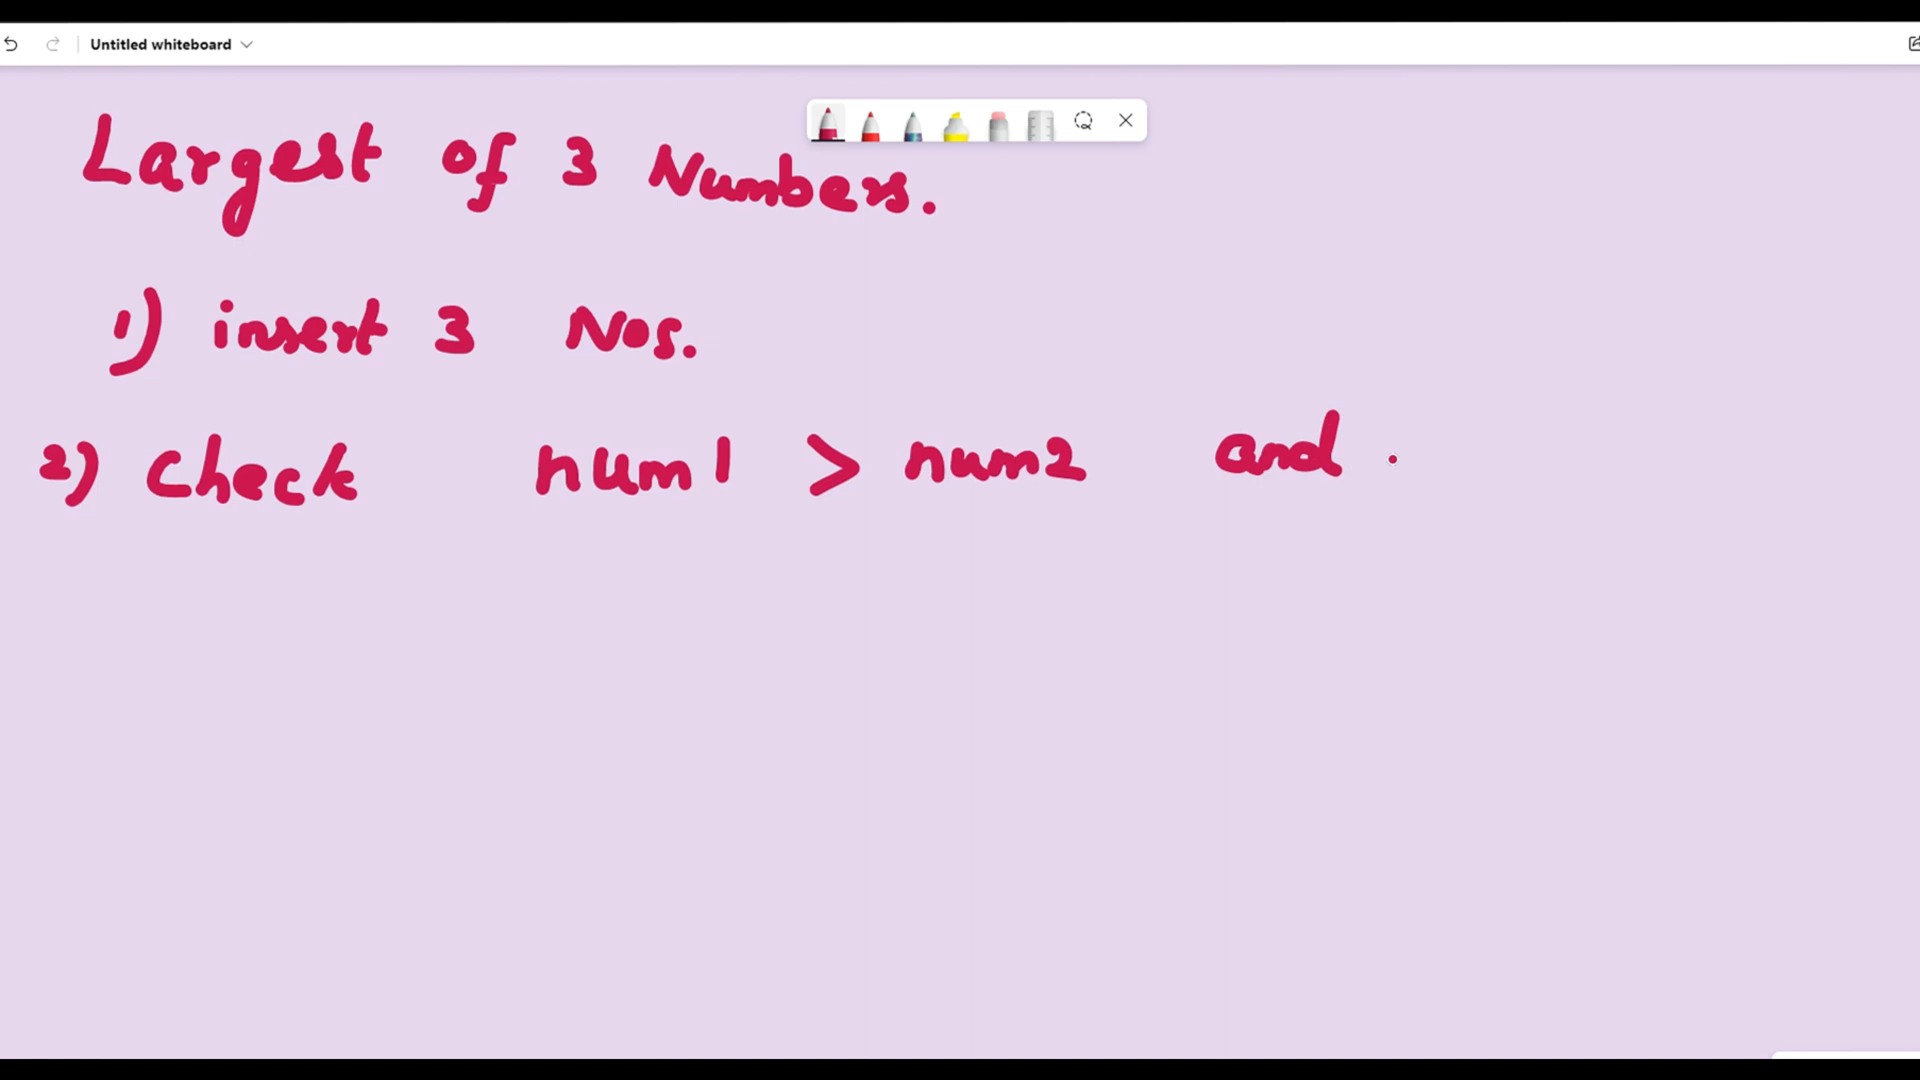 Untitled whiteboard
Largest of 3 Numbers.
1) insert 3 Nos.
2) Check num1 > num2 and